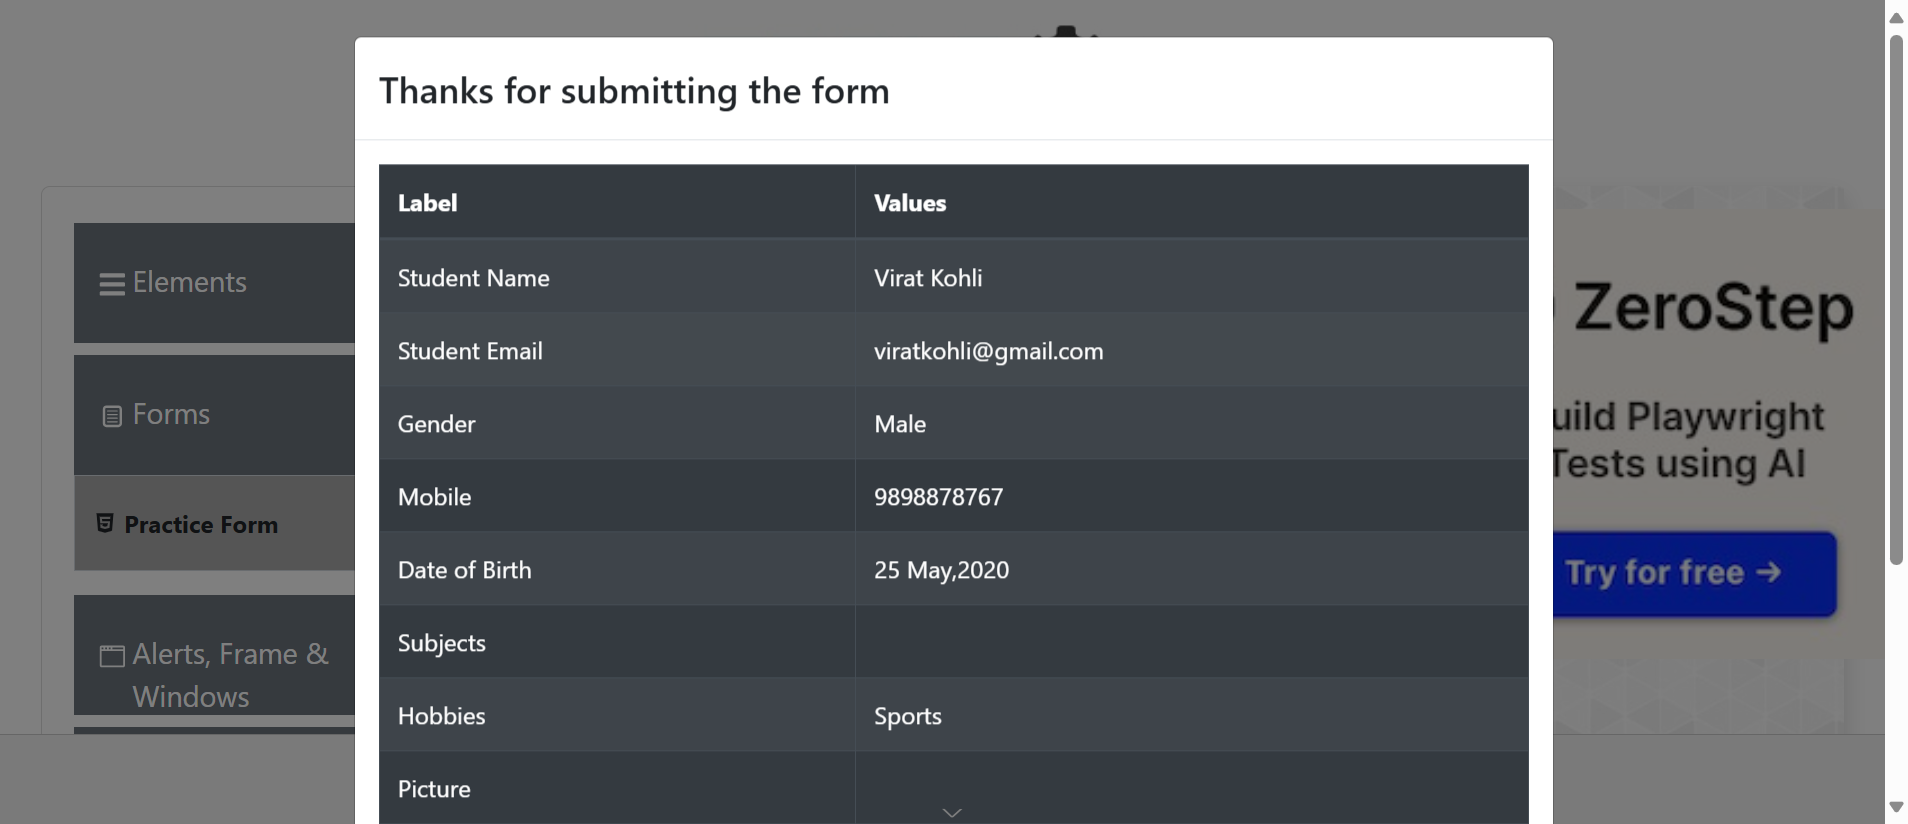 Thanks for submitting the form
Label Values
Student Name Virat Kohli
Student Email viratkohli@gmail.com
Gender Male
Mobile 9898878767
Date of Birth 25 May,2020
Subjects
Hobbies Sports
Picture
Elements
Forms
Practice Form
Alerts, Frame &
Windows
ZeroStep
uild Playwright
Tests using AI
Try for free →